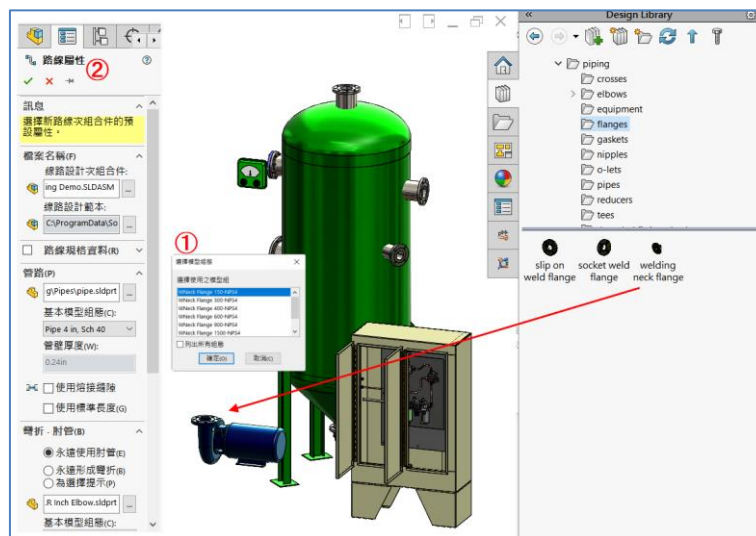 ②
路線屬性
訊息
選擇新路線次組合件的預
設屬性。
檔案名稱(F)
線路設計次組合件:
ing Demo.SLDASM
...
線路設計範本:
C:\ProgramData\So
...
路線規格資料(R)
管路(P)
g\Pipes\pipe.sldprt
...
基本模型組態(C):
Pipe 4 in, Sch 40
管壁厚度(W):
0.24in
使用熔接縫隙
使用標準長度(G)
彎折 - 肘管(B)
永遠使用肘管(E)
永遠形成彎折(B)
為選擇提示(P)
.R Inch Elbow.sldprt
...
基本模型組態(C):
①
選擇模型組態
選擇使用之模型組
WNeck Flange 150-NPS4
WNeck Flange 300-NPS4
WNeck Flange 400-NPS4
WNeck Flange 600-NPS4
WNeck Flange 900-NPS4
WNeck Flange 1500-NPS4
列出所有組態
確定(O)
取消(C)
Design Library
piping
crosses
elbows
equipment
flanges
gaskets
nipples
o-lets
pipes
reducers
tees
slip on
weld flange
socket weld
flange
welding
neck flange